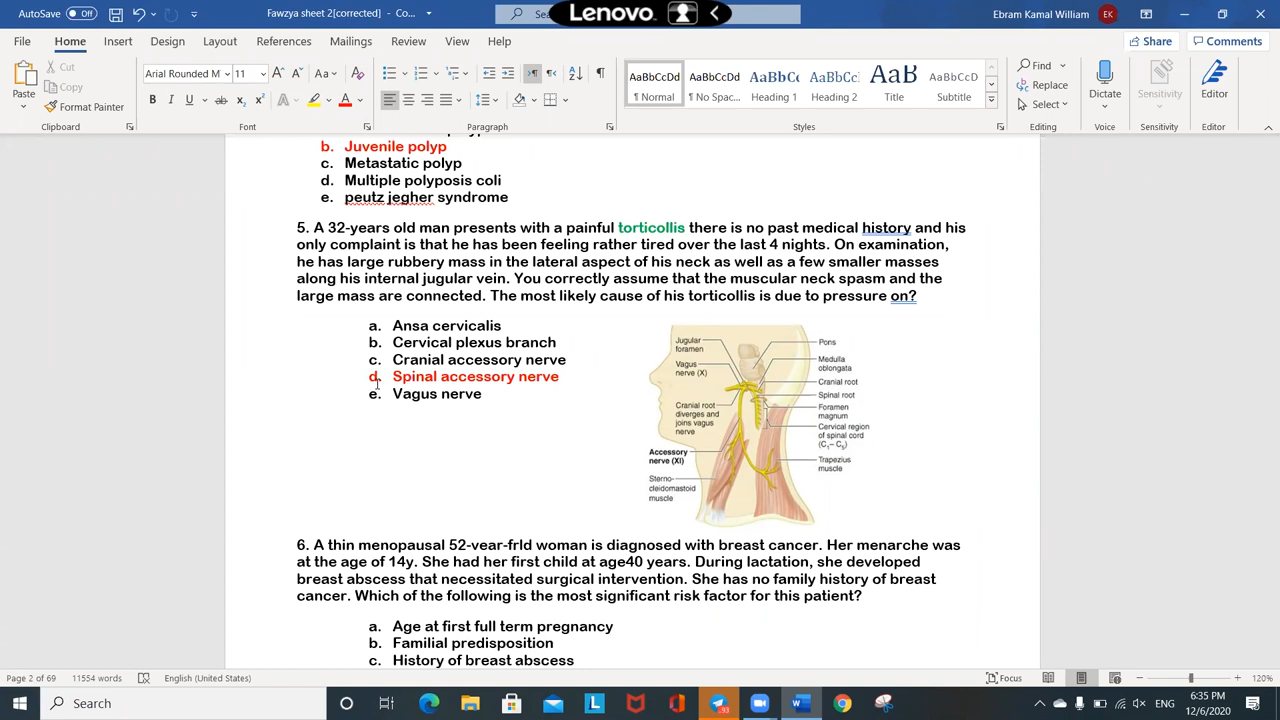 AutoSave Off
Fawzya sheet 2[corrected]
Search
Lenovo
Ebram Kamal William
EK
File Home Insert Design Layout References Mailings Review View Help
Share
Comments
Paste
Cut
Copy
Format Painter
Clipboard
Arial Rounded M 11
Font
Paragraph
AaBbCcDd AaBbCcDd AaBbCc AaBbCcE AaB AaBbCcD
¶ Normal ¶ No Spac... Heading 1 Heading 2 Title Subtitle
Styles
Find
Replace
Select
Editing
Dictate
Voice
Sensitivity
Sensitivity
Editor
Editor
b. Juvenile polyp
c. Metastatic polyp
d. Multiple polyposis coli
e. peutz jegher syndrome
5. A 32-years old man presents with a painful torticollis there is no past medical history and his
only complaint is that he has been feeling rather tired over the last 4 nights. On examination,
he has large rubbery mass in the lateral aspect of his neck as well as a few smaller masses
along his internal jugular vein. You correctly assume that the muscular neck spasm and the
large mass are connected. The most likely cause of his torticollis is due to pressure on?
a. Ansa cervicalis
b. Cervical plexus branch
c. Cranial accessory nerve
d. Spinal accessory nerve
e. Vagus nerve
Jugular
foramen
Vagus
nerve (X)
Cranial root
diverges and
joins vagus
nerve
Accessory
nerve (XI)
Sterno-
cleidomastoid
muscle
Pons
Medulla
oblongata
Cranial root
Spinal root
Foramen
magnum
Cervical region
of spinal cord
(C1– C5)
Trapezius
muscle
6. A thin menopausal 52-vear-frld woman is diagnosed with breast cancer. Her menarche was
at the age of 14y. She had her first child at age40 years. During lactation, she developed
breast abscess that necessitated surgical intervention. She has no family history of breast
cancer. Which of the following is the most significant risk factor for this patient?
a. Age at first full term pregnancy
b. Familial predisposition
c. History of breast abscess
Page 2 of 69 11554 words English (United States)
Focus
120%
Search
93
6:35 PM
12/6/2020